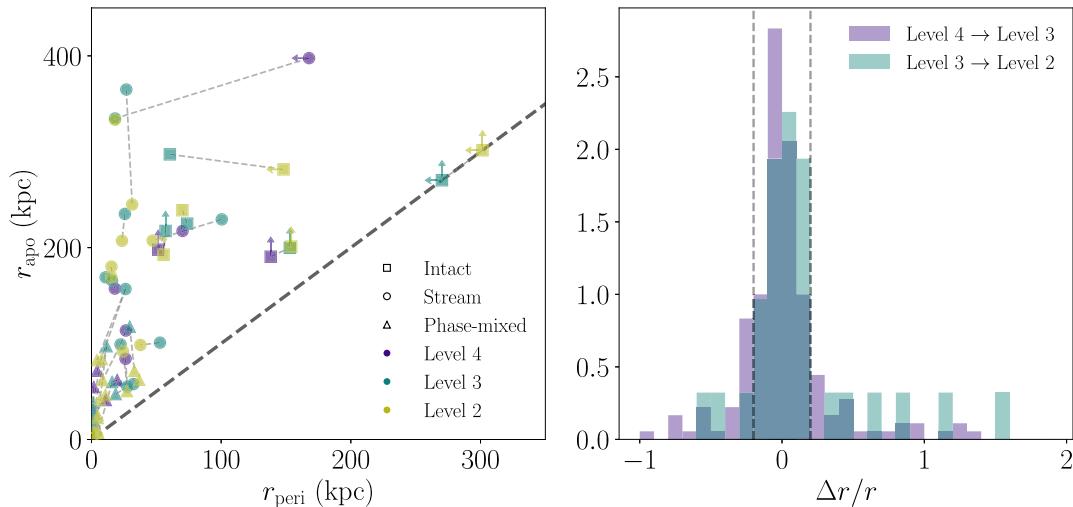 400
200
0
r_apo (kpc)
0
100
200
300
r_peri (kpc)
Intact
Stream
Phase-mixed
Level 4
Level 3
Level 2
2.5
2.0
1.5
1.0
0.5
0.0
−1
0
1
2
Δr/r
Level 4 → Level 3
Level 3 → Level 2